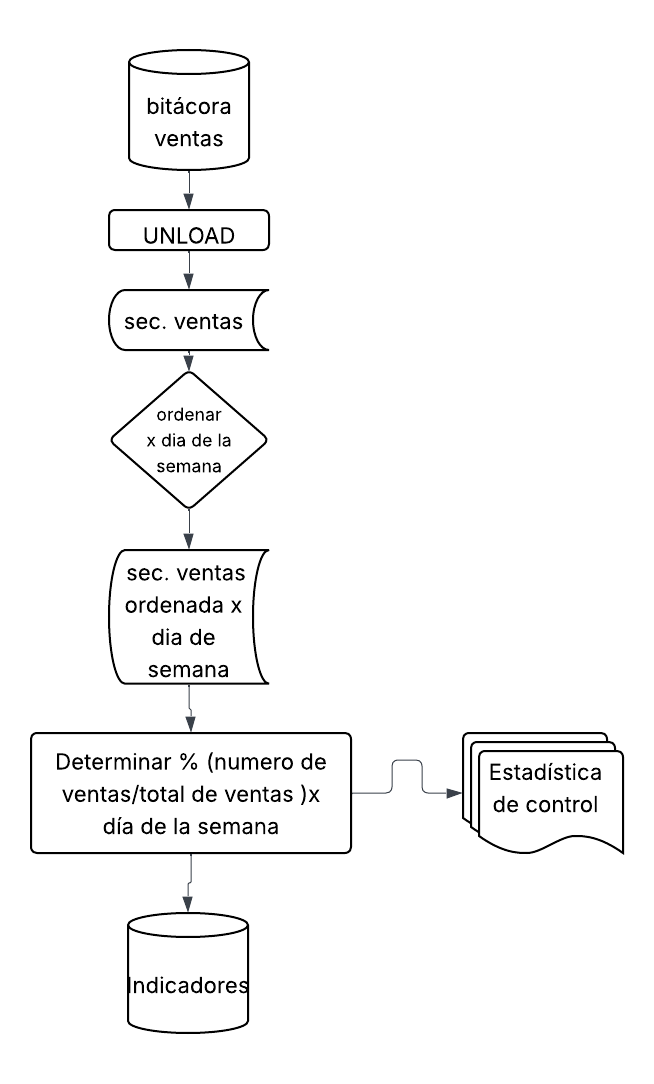 bitácora
ventas
UNLOAD
sec. ventas
ordenar
x dia de la
semana
sec. ventas
ordenada x
dia de
semana
Determinar % (numero de
ventas/total de ventas )x
día de la semana
Estadística
de control
Indicadores